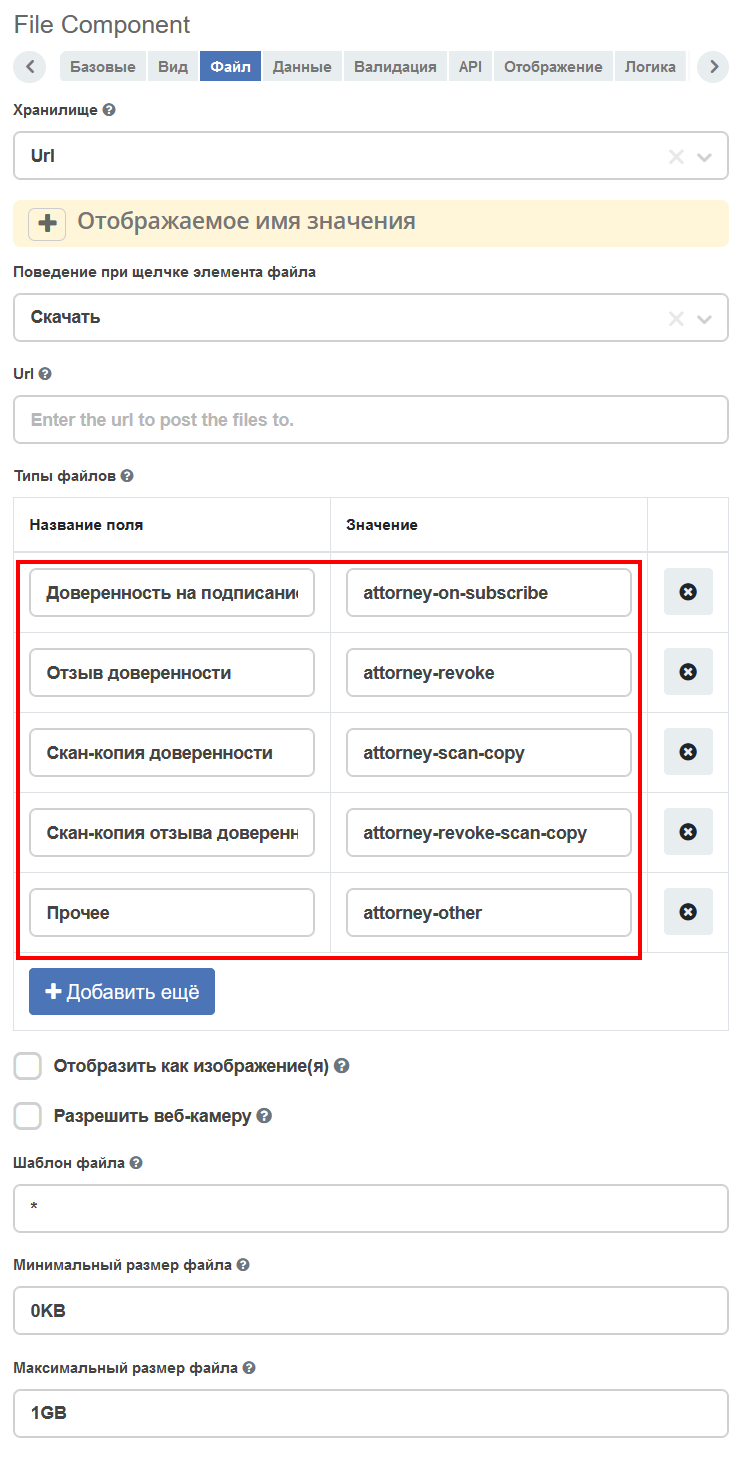 File Component
Базовые Вид Файл Данные Валидация API Отображение Логика
Хранилище
Url
Отображаемое имя значения
Поведение при щелчке элемента файла
Скачать
Url
Enter the url to post the files to.
Типы файлов
Название поля Значение
Доверенность на attorney-on-subscribe
Отзыв доверенности attorney-revoke
Скан-копия доверенности attorney-scan-copy
Скан-копия отзыва attorney-revoke-scan-copy
Прочее attorney-other
Добавить ещё
Отобразить как изображение(я)
Разрешить веб-камеру
Шаблон файла
*
Минимальный размер файла
0KB
Максимальный размер файла
1GB